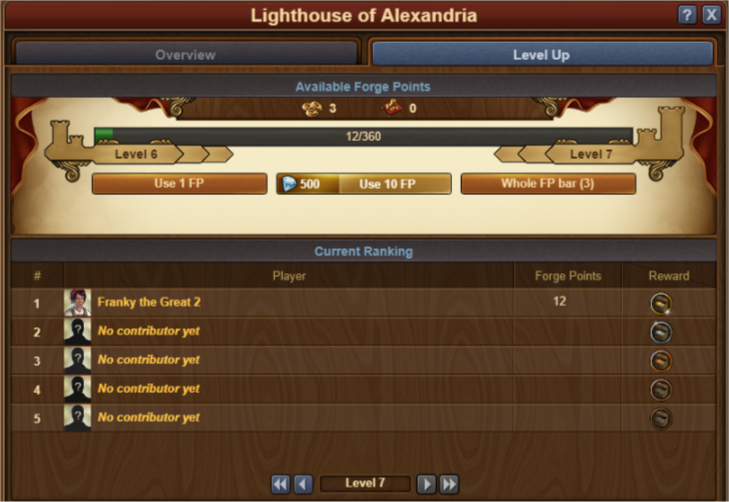 Lighthouse of Alexandria
? X
Overview Level Up
Available Forge Points
3 0
12/360
Level 6 Level 7
Use 1 FP 500 Use 10 FP Whole FP bar (3)
Current Ranking
# Player Forge Points Reward
1 Franky the Great 2 12
2 ? No contributor yet
3 ? No contributor yet
4 ? No contributor yet
5 ? No contributor yet
Level 7